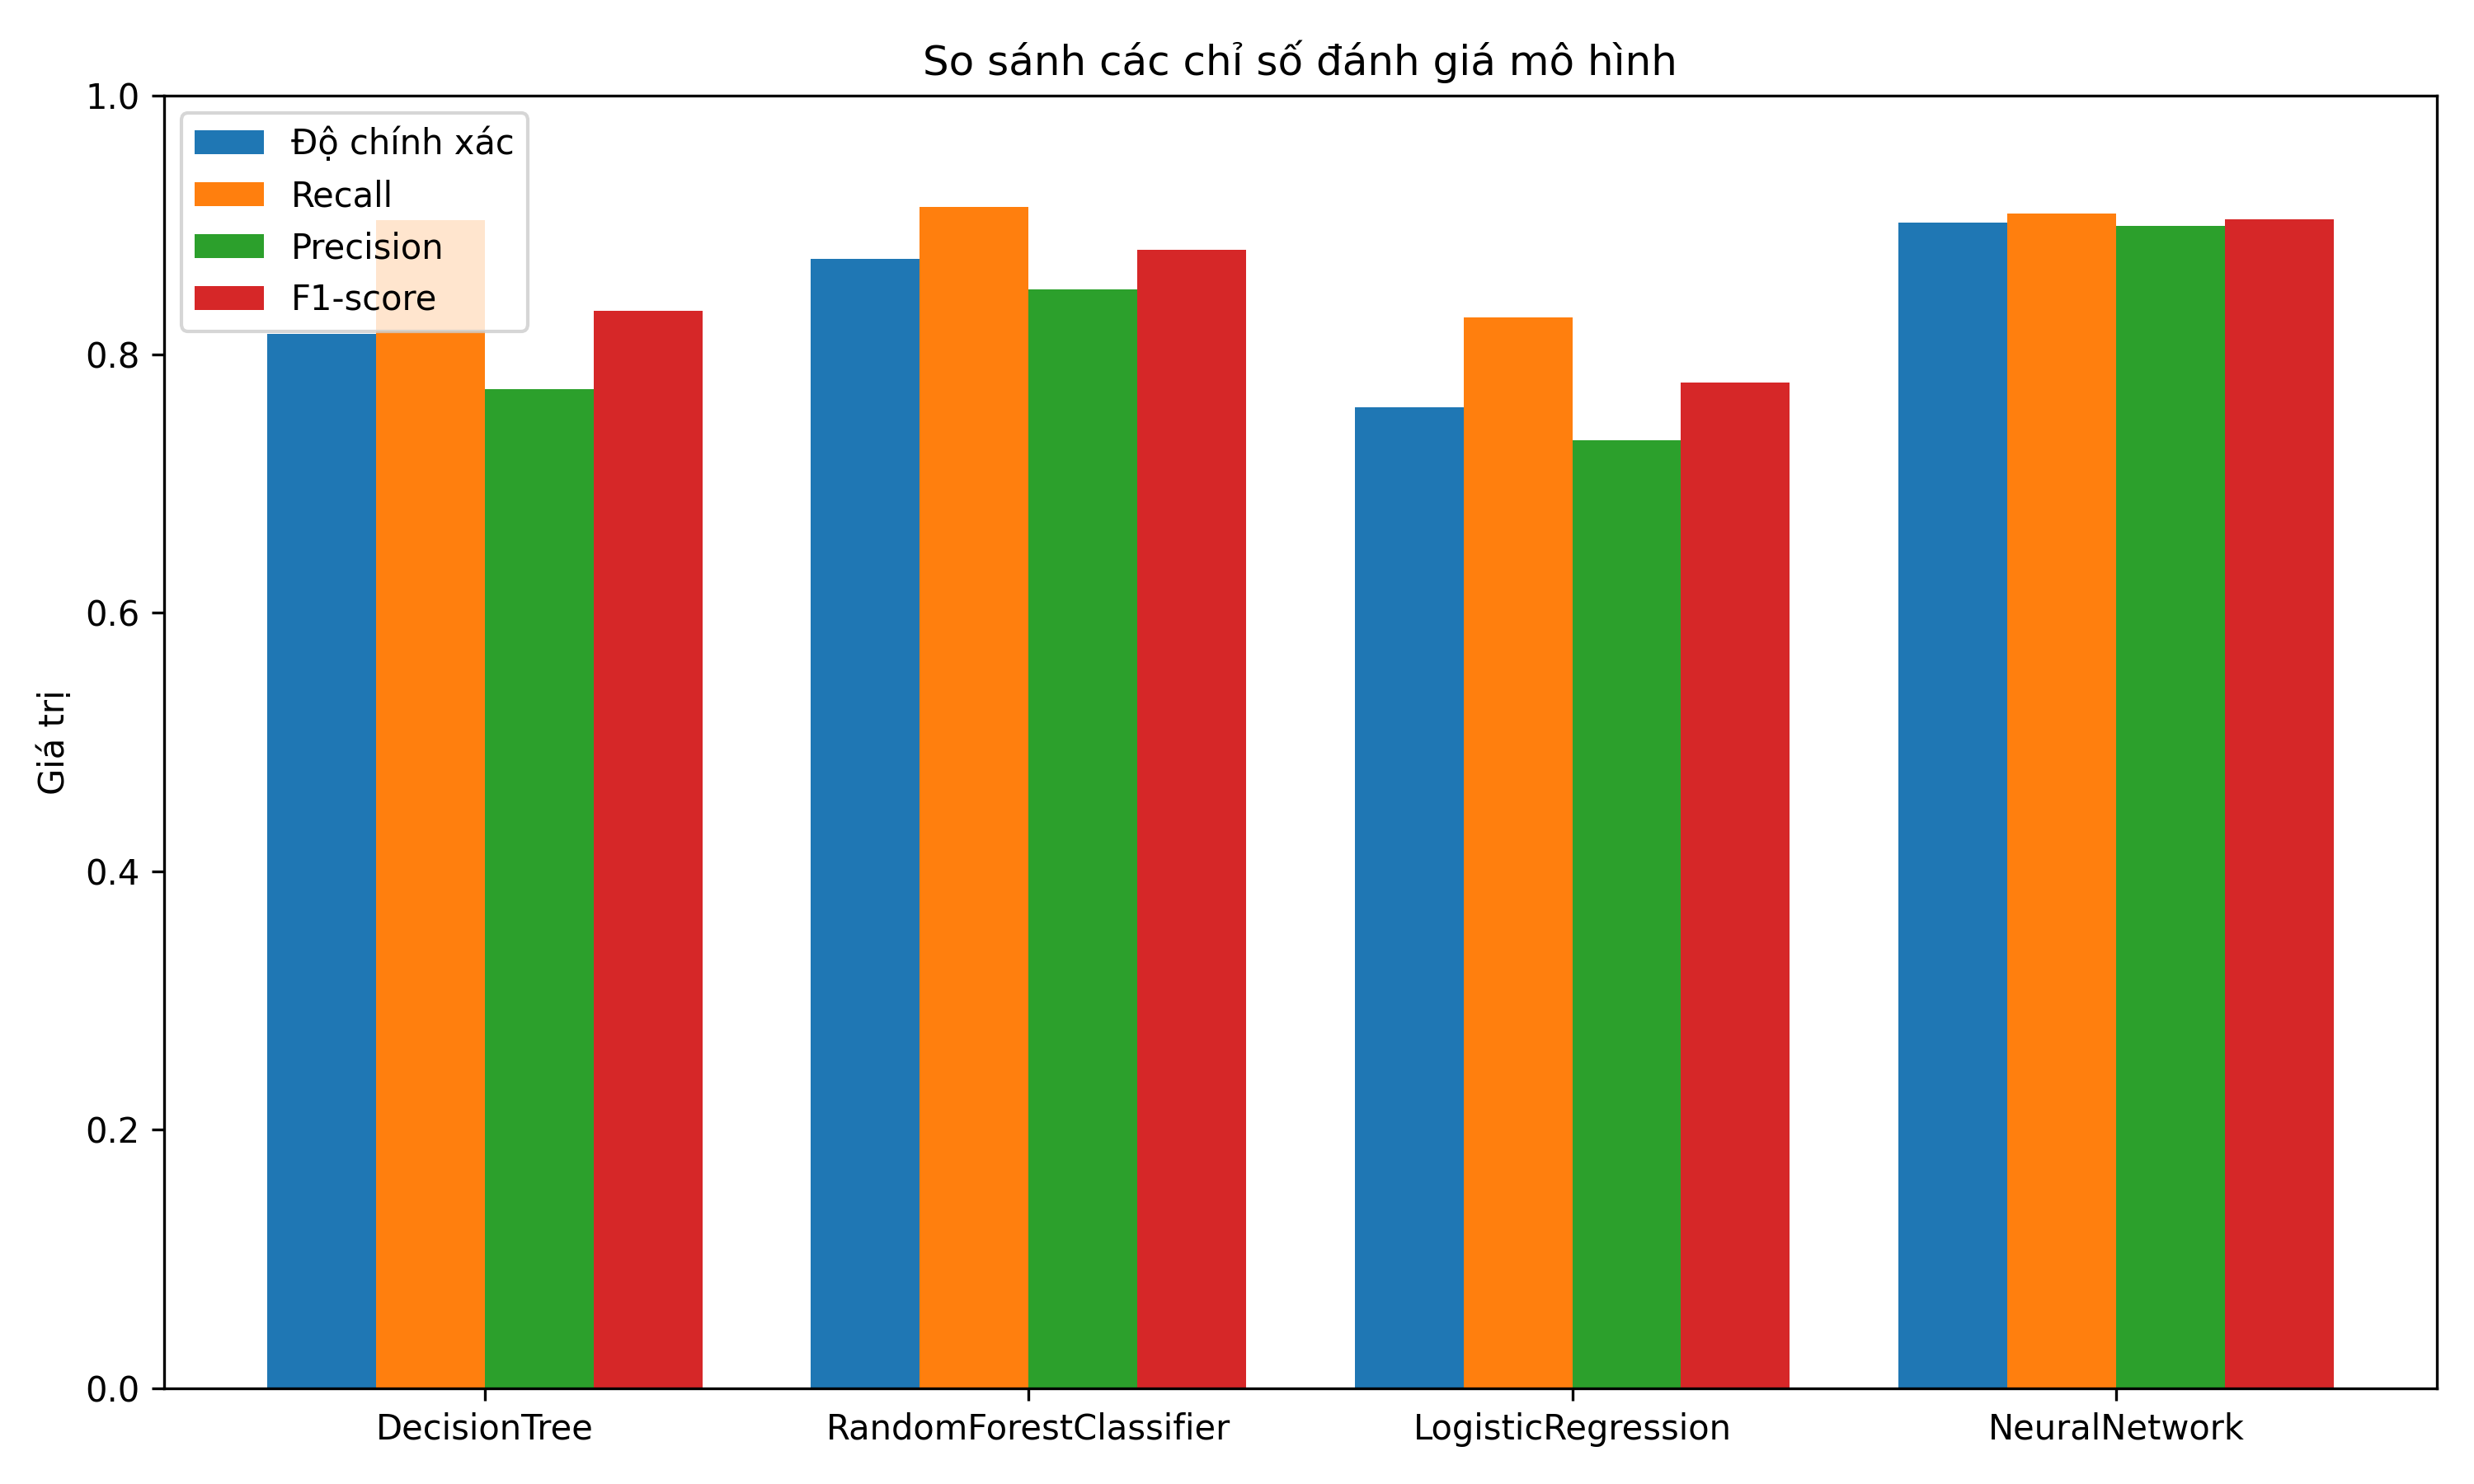 So sánh các chỉ số đánh giá mô hình
Độ chính xác
Recall
Precision
F1-score
Giá trị
1.0
0.8
0.6
0.4
0.2
0.0
DecisionTree
RandomForestClassifier
LogisticRegression
NeuralNetwork